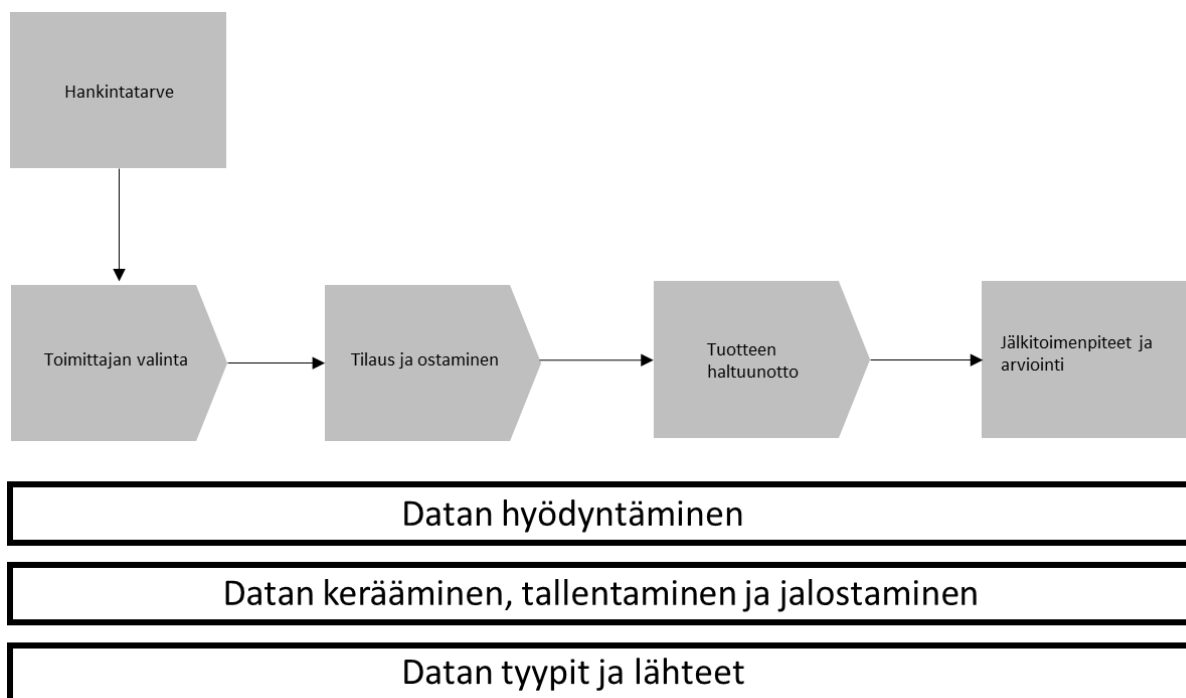 Hankintatarve
Toimittajan valinta
Tilaus ja ostaminen
Tuotteen
haltuunotto
Jälkitoimenpiteet ja
arviointi
Datan hyödyntäminen
Datan kerääminen, tallentaminen ja jalostaminen
Datan tyypit ja lähteet